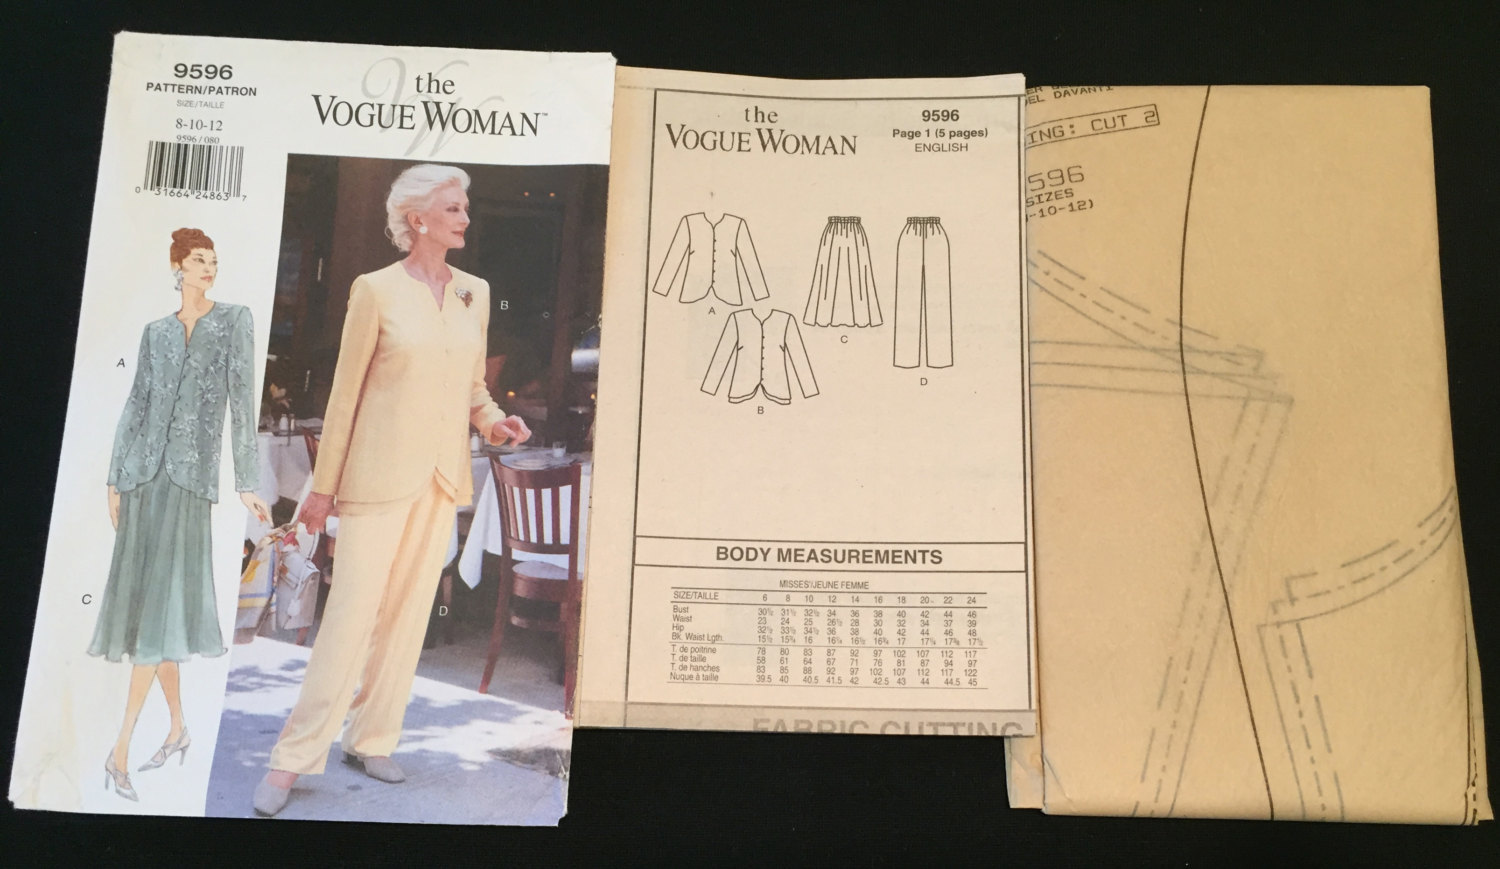 9596
PATTERN/PATRON
SIZE/TAILLE
8-10-12
9596 / 080
0 31664 24863 7
the
VOGUE WOMAN™
A
B
C
D
the
VOGUE WOMAN
9596
Page 1 (5 pages)
ENGLISH
A
B
C
D
BODY MEASUREMENTS
MISSES'/JEUNE FEMME
SIZE/TAILLE 6 8 10 12 14 16 18 20 22 24
Bust 30½ 31½ 32½ 34 36 38 40 42 44 46
Waist 23 24 25 26½ 28 30 32 34 37 39
Hip 32½ 33½ 34½ 36 38 40 42 44 46 48
Bk. Waist Lgth. 15½ 15¾ 16 16¼ 16½ 16¾ 17 17¼ 17⅜ 17½
T. de poitrine 78 80 83 87 92 97 102 107 112 117
T. de taille 58 61 64 67 71 76 81 87 94 97
T. de hanches 83 85 88 92 97 102 107 112 117 122
Nuque à taille 39.5 40 40.5 41.5 42 42.5 43 44 44.5 45
FABRIC CUTTING
DEL DAVANTI
ING: CUT 2
596
SIZES
-10-12)